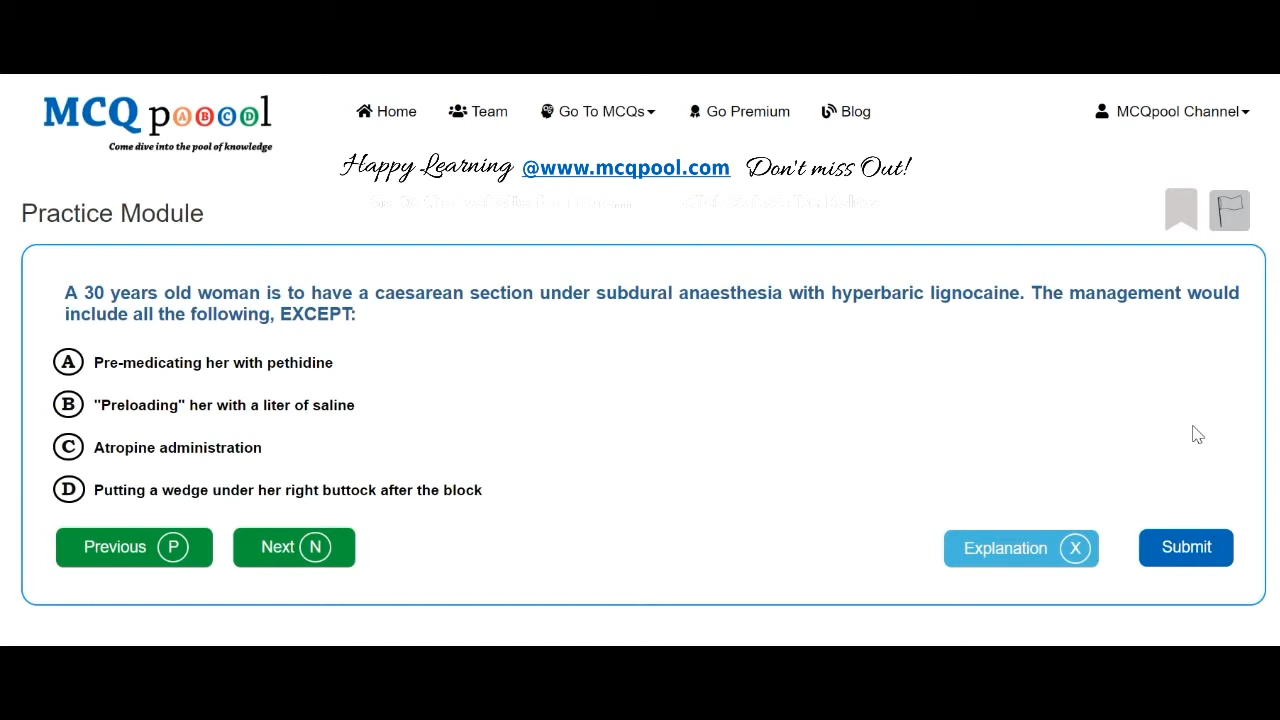 MCQ pABCDl
Come dive into the pool of knowledge
Home Team Go To MCQs Go Premium Blog MCQpool Channel
Happy Learning @www.mcqpool.com Don't miss Out!
Practice Module
A 30 years old woman is to have a caesarean section under subdural anaesthesia with hyperbaric lignocaine. The management would
include all the following, EXCEPT:
A Pre-medicating her with pethidine
B "Preloading" her with a liter of saline
C Atropine administration
D Putting a wedge under her right buttock after the block
Previous P Next N Explanation X Submit